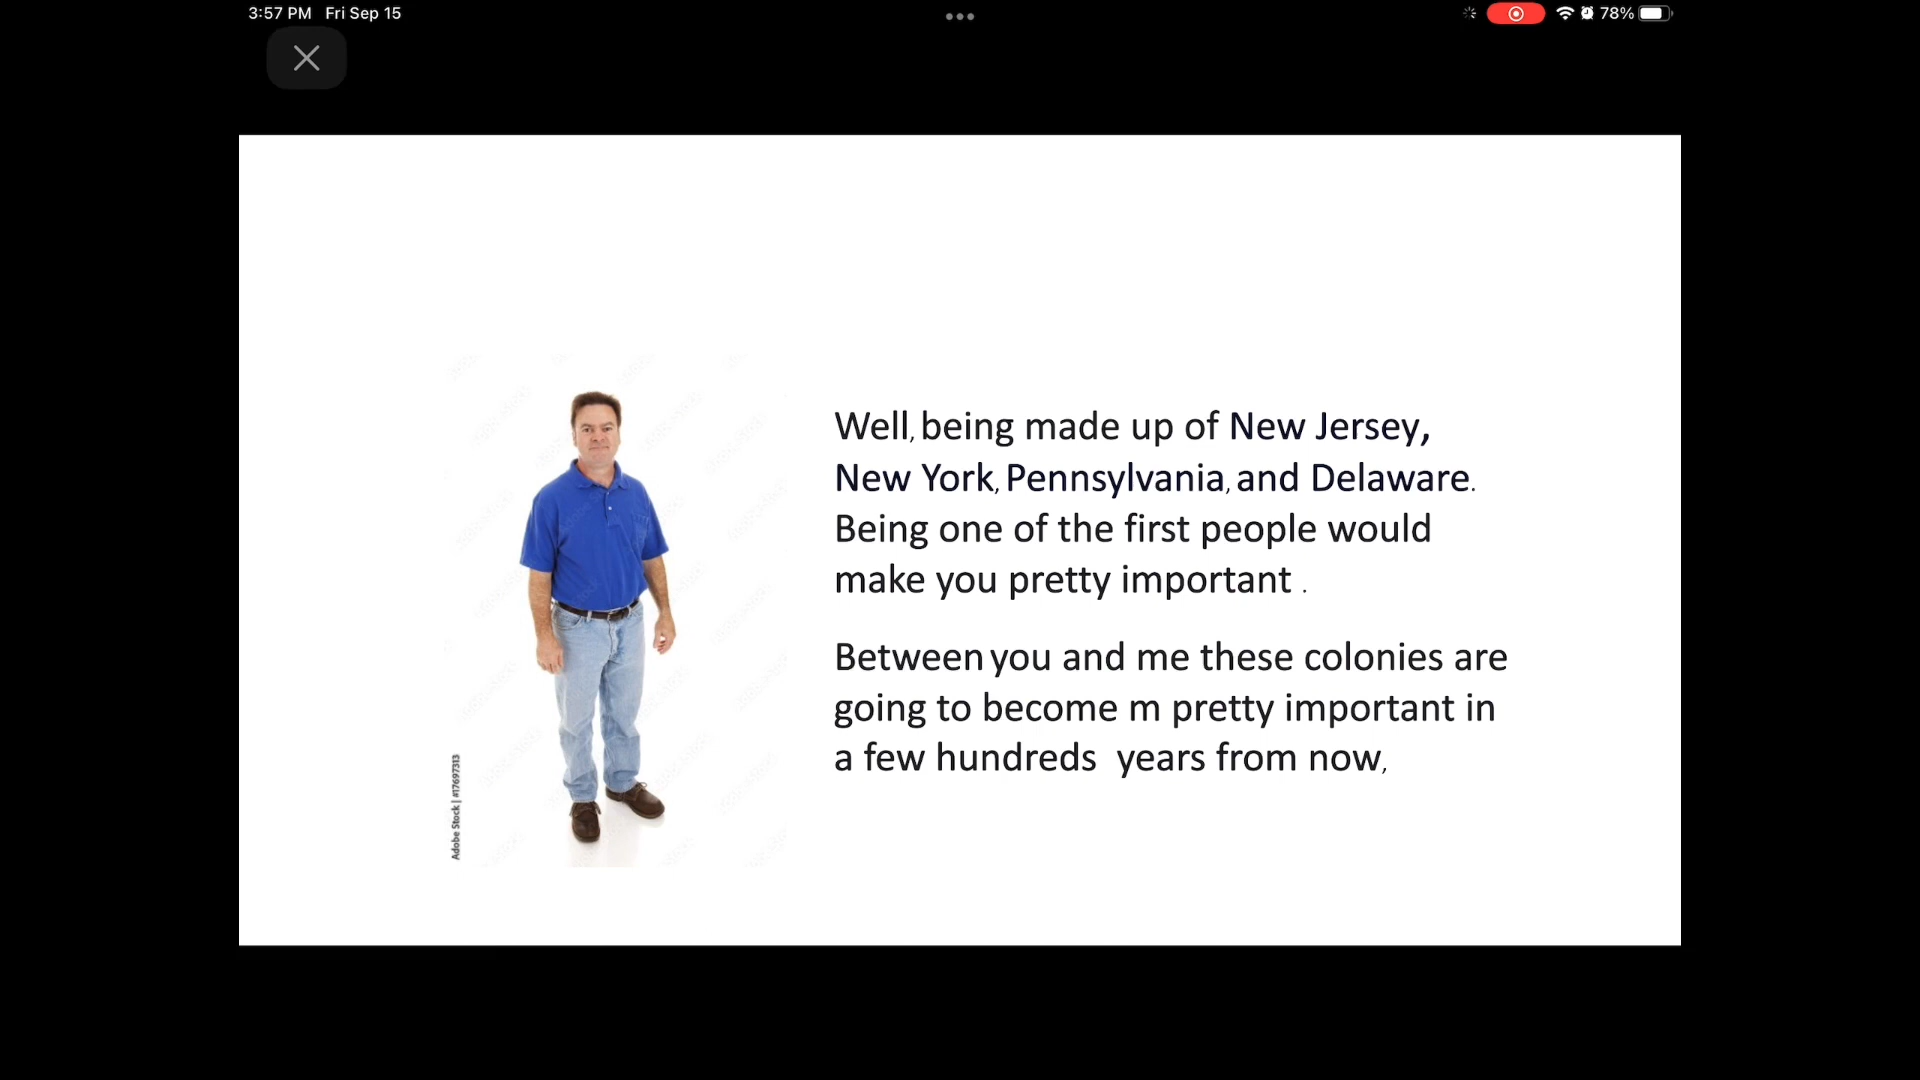 3:57 PM Fri Sep 15
78%
Well, being made up of New Jersey,
New York, Pennsylvania, and Delaware.
Being one of the first people would
make you pretty important .
Between you and me these colonies are
going to become m pretty important in
a few hundreds years from now,
Adobe Stock | #17697313